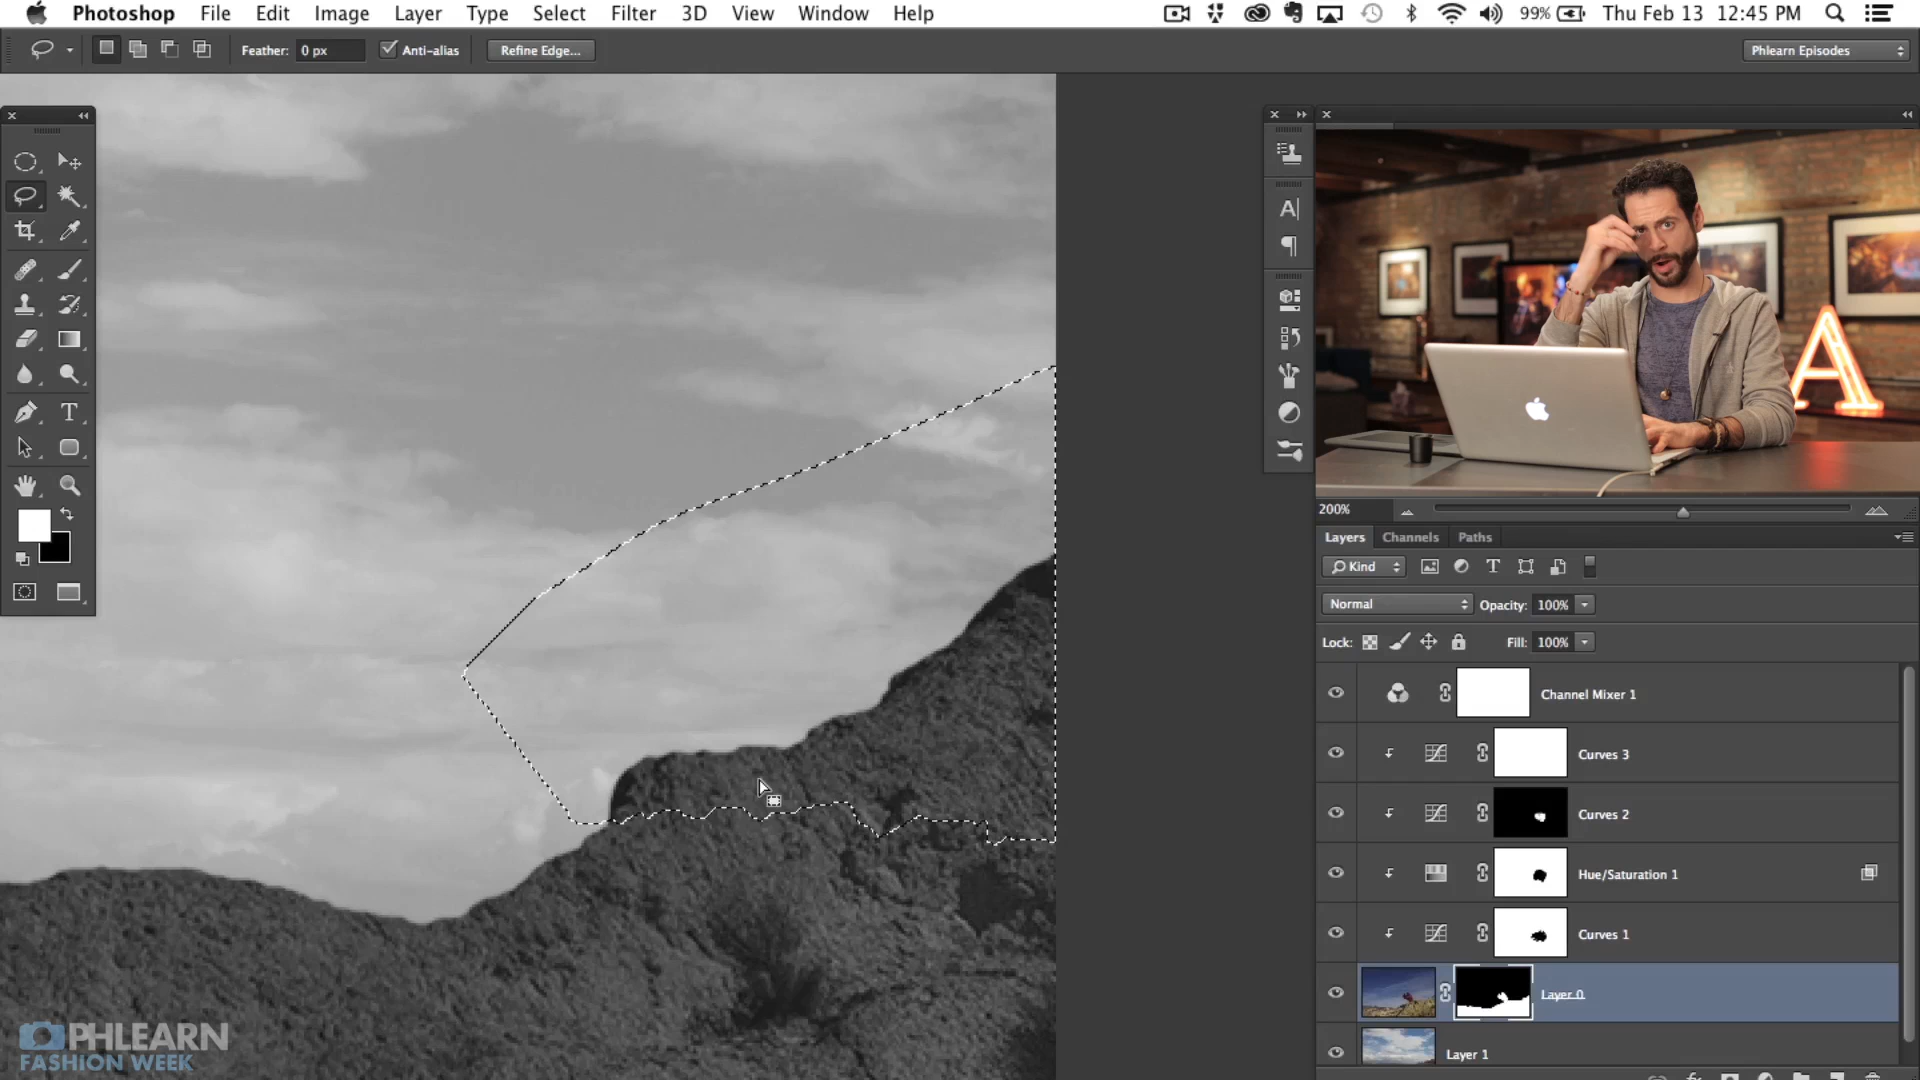 Photoshop File Edit Image Layer Type Select Filter 3D View Window Help 99% Thu Feb 13 12:45 PM
Feather: 0 px Anti-alias Refine Edge... Phlearn Episodes
A
200%
Layers Channels Paths
Kind
Normal Opacity: 100%
Lock: Fill: 100%
Channel Mixer 1
Curves 3
Curves 2
Hue/Saturation 1
Curves 1
Layer 0
Layer 1
PHLEARN
FASHION WEEK